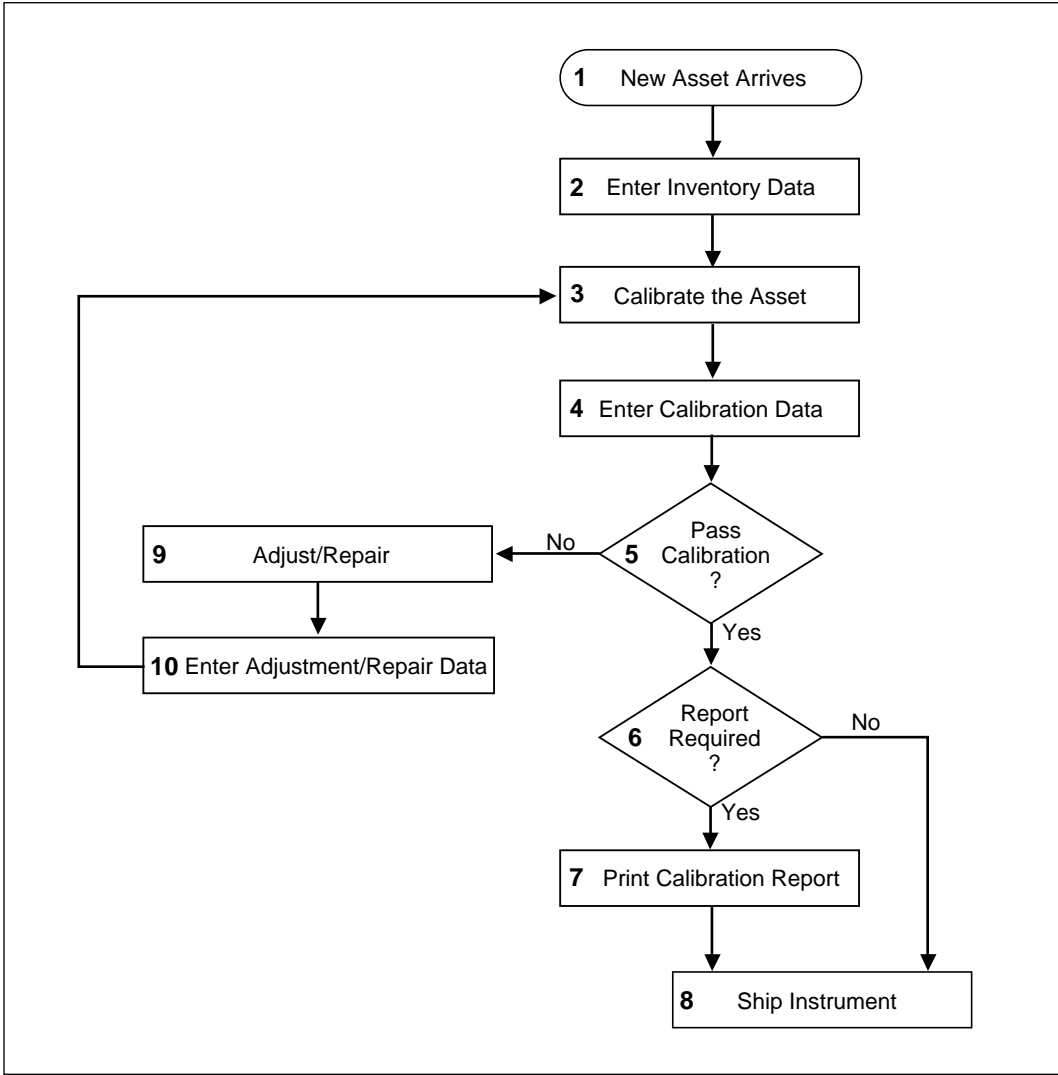 1 New Asset Arrives
2 Enter Inventory Data
3 Calibrate the Asset
4 Enter Calibration Data
5 Pass
Calibration
?
No
9 Adjust/Repair
10 Enter Adjustment/Repair Data
Yes
6 Report
Required
?
No
Yes
7 Print Calibration Report
8 Ship Instrument